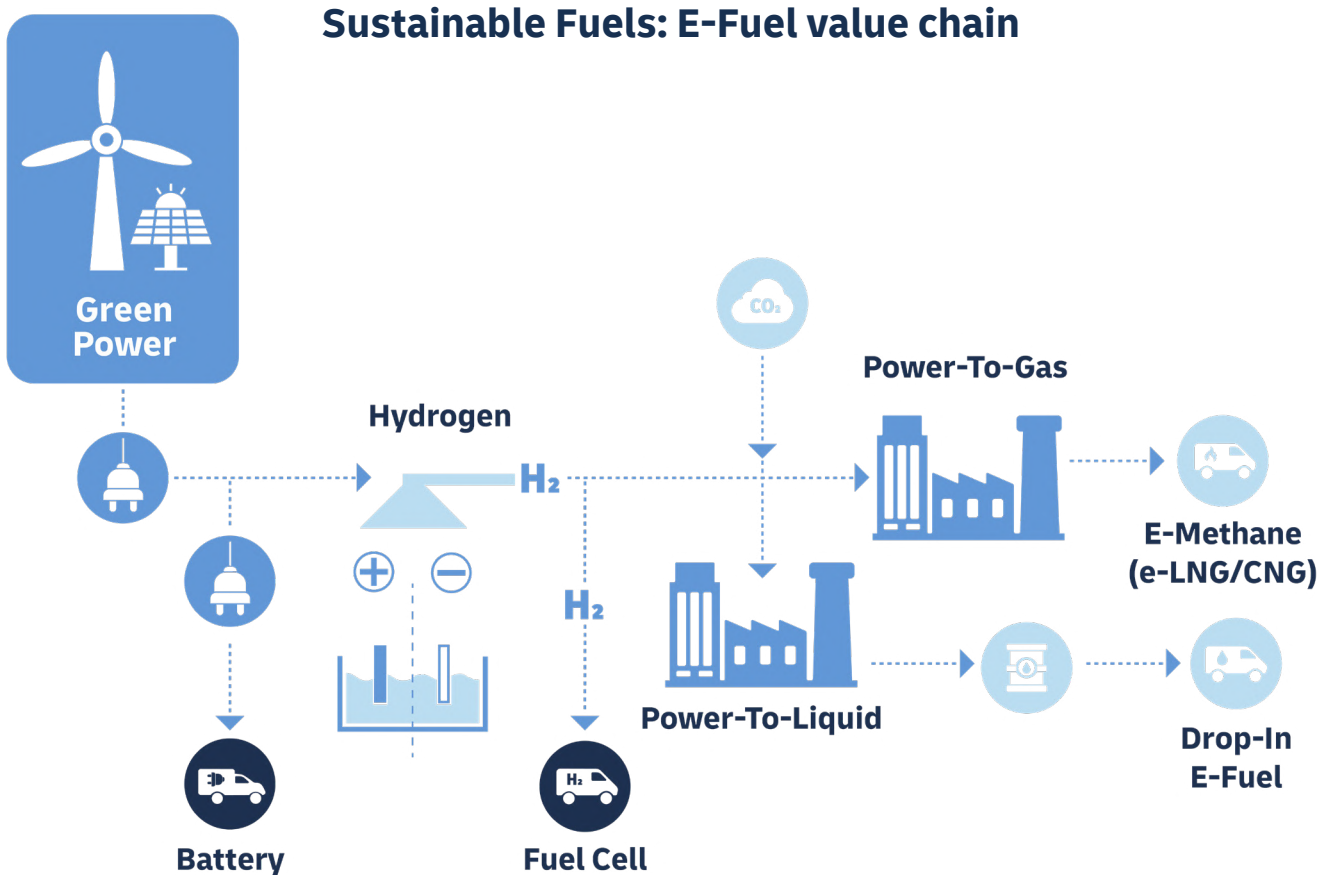 Sustainable Fuels: E-Fuel value chain
Green
Power
CO₂
Power-To-Gas
Hydrogen
H₂
E-Methane
(e-LNG/CNG)
H₂
Power-To-Liquid
Drop-In
E-Fuel
H₂
Battery
Fuel Cell